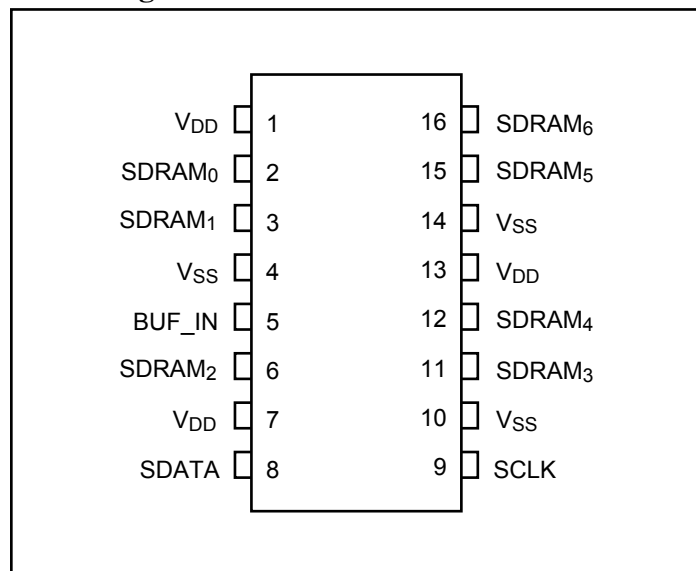 V_DD 1 16 SDRAM6
SDRAM0 2 15 SDRAM5
SDRAM1 3 14 VSS
VSS 4 13 VDD
BUF_IN 5 12 SDRAM4
SDRAM2 6 11 SDRAM3
VDD 7 10 VSS
SDATA 8 9 SCLK